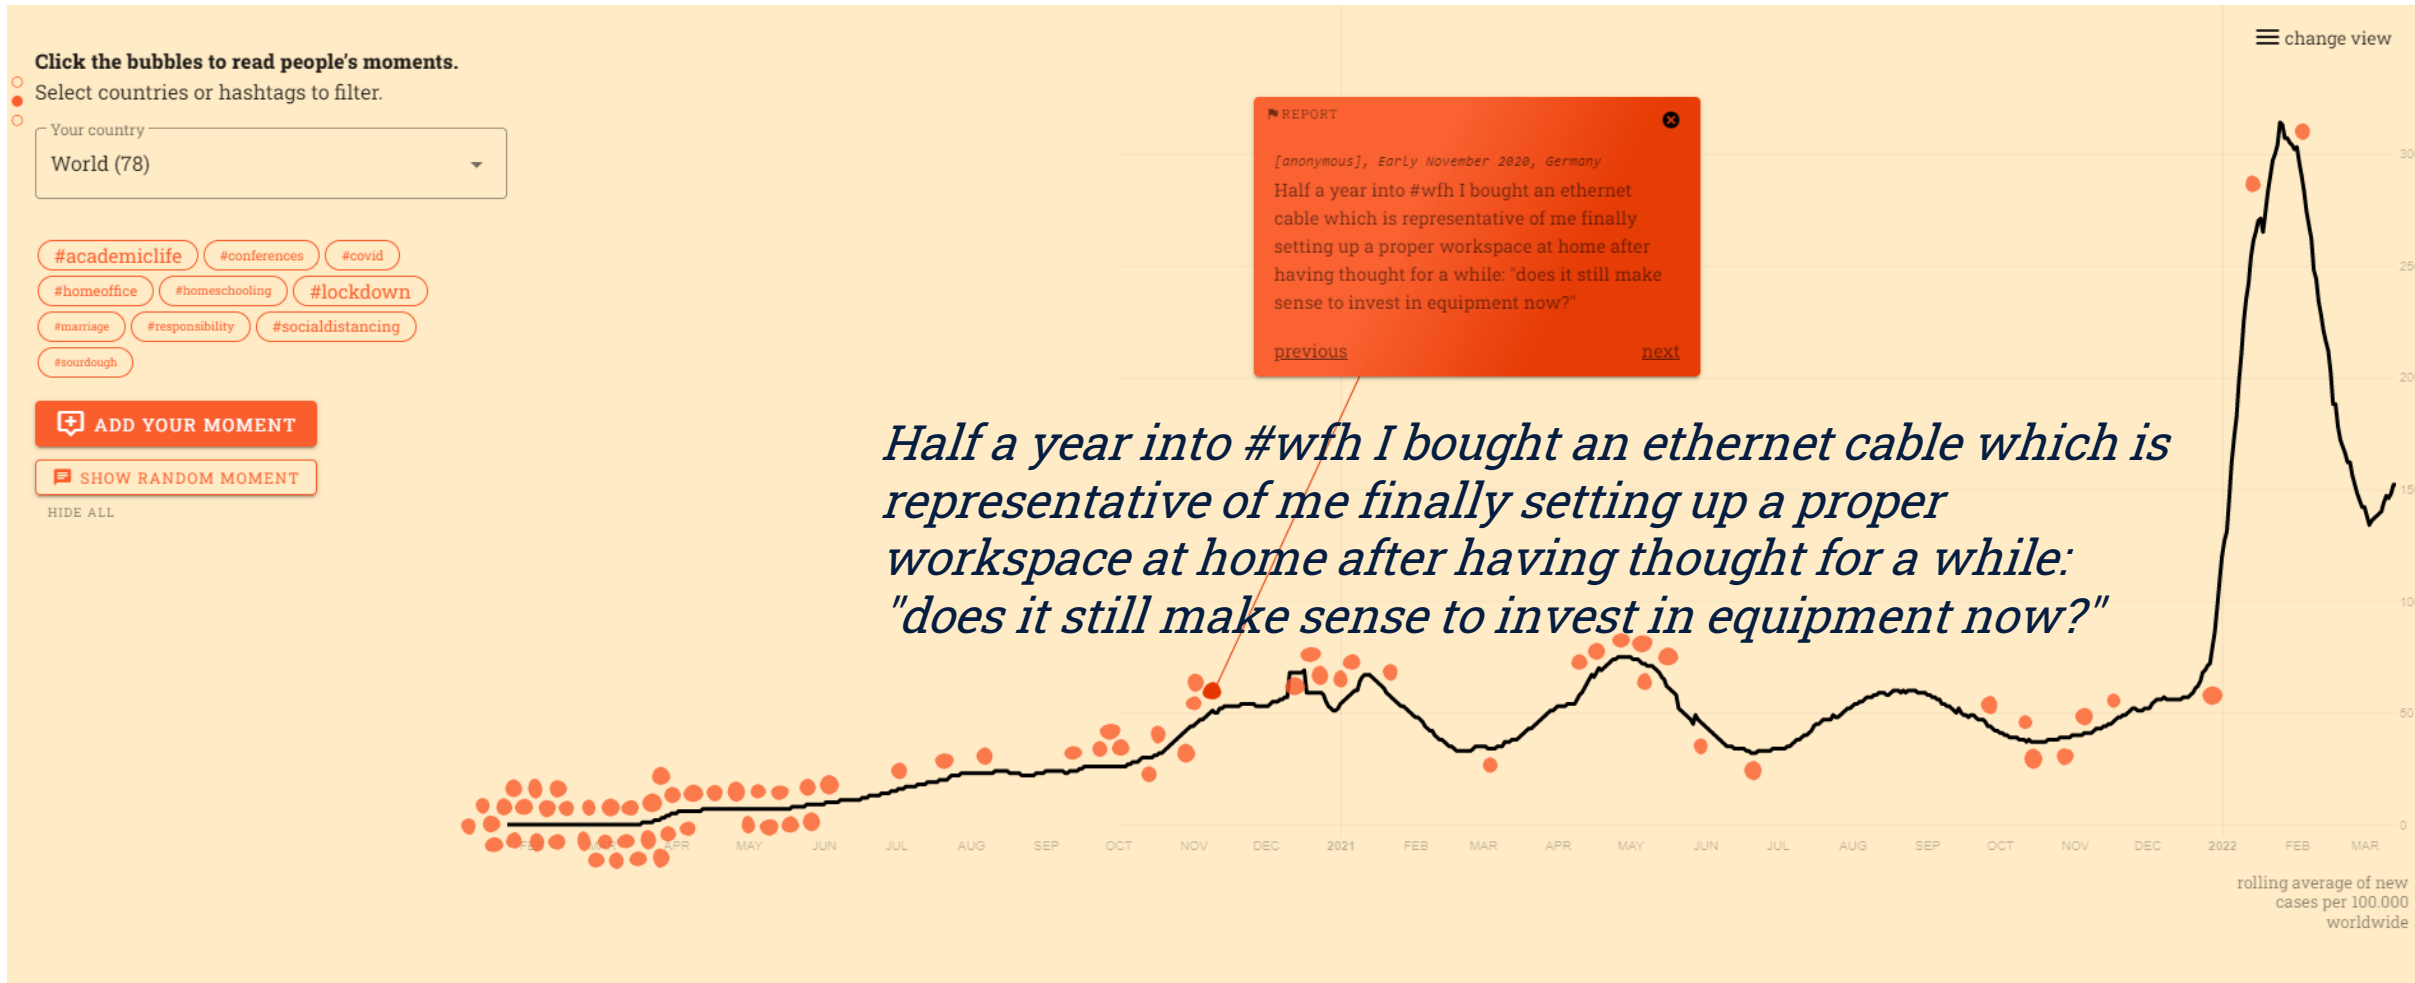 Click the bubbles to read people's moments.
Select countries or hashtags to filter.
Your country
World (78)
#academiclife #conferences #covid
#homeoffice #homeschooling #lockdown
#marriage #responsibility #socialdistancing
#sourdough
ADD YOUR MOMENT
SHOW RANDOM MOMENT
HIDE ALL
change view
REPORT
[anonymous], Early November 2020, Germany
Half a year into #wfh I bought an ethernet
cable which is representative of me finally
setting up a proper workspace at home after
having thought for a while: "does it still make
sense to invest in equipment now?"
previous next
Half a year into #wfh I bought an ethernet cable which is
representative of me finally setting up a proper
workspace at home after having thought for a while:
"does it still make sense to invest in equipment now?"
30
25
20
15
10
50
0
FEB MAR APR MAY JUN JUL AUG SEP OCT NOV DEC 2021 FEB MAR APR MAY JUN JUL AUG SEP OCT NOV DEC 2022 FEB MAR
rolling average of new
cases per 100.000
worldwide